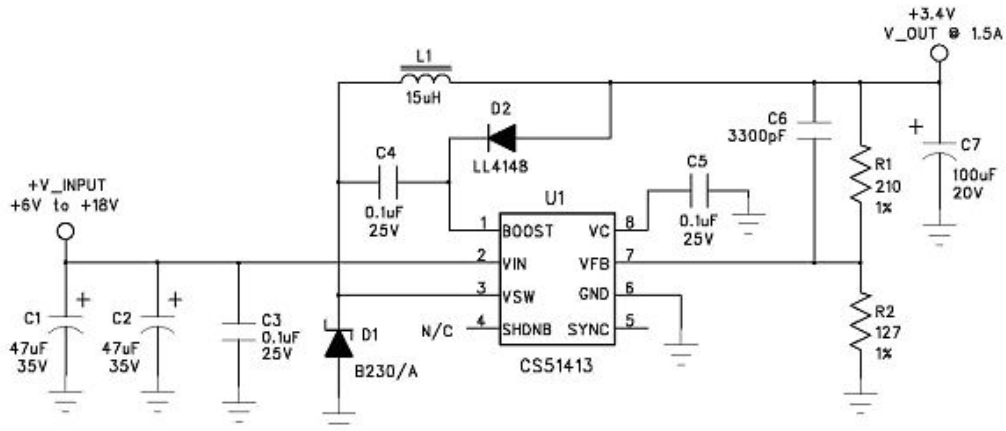 +3.4V
V_OUT @ 1.5A
L1
15uH
D2
LL4148
C6
3300pF
C4
0.1uF
25V
C5
0.1uF
25V
R1
210
1%
+
C7
100uF
20V
+V_INPUT
+6V to +18V
U1
1 BOOST VC 8
2 VIN VFB 7
3 VSW GND 6
N/C 4 SHDNB SYNC 5
CS51413
C1
+
47uF
35V
C2
+
47uF
35V
C3
0.1uF
25V
D1
B230/A
R2
127
1%